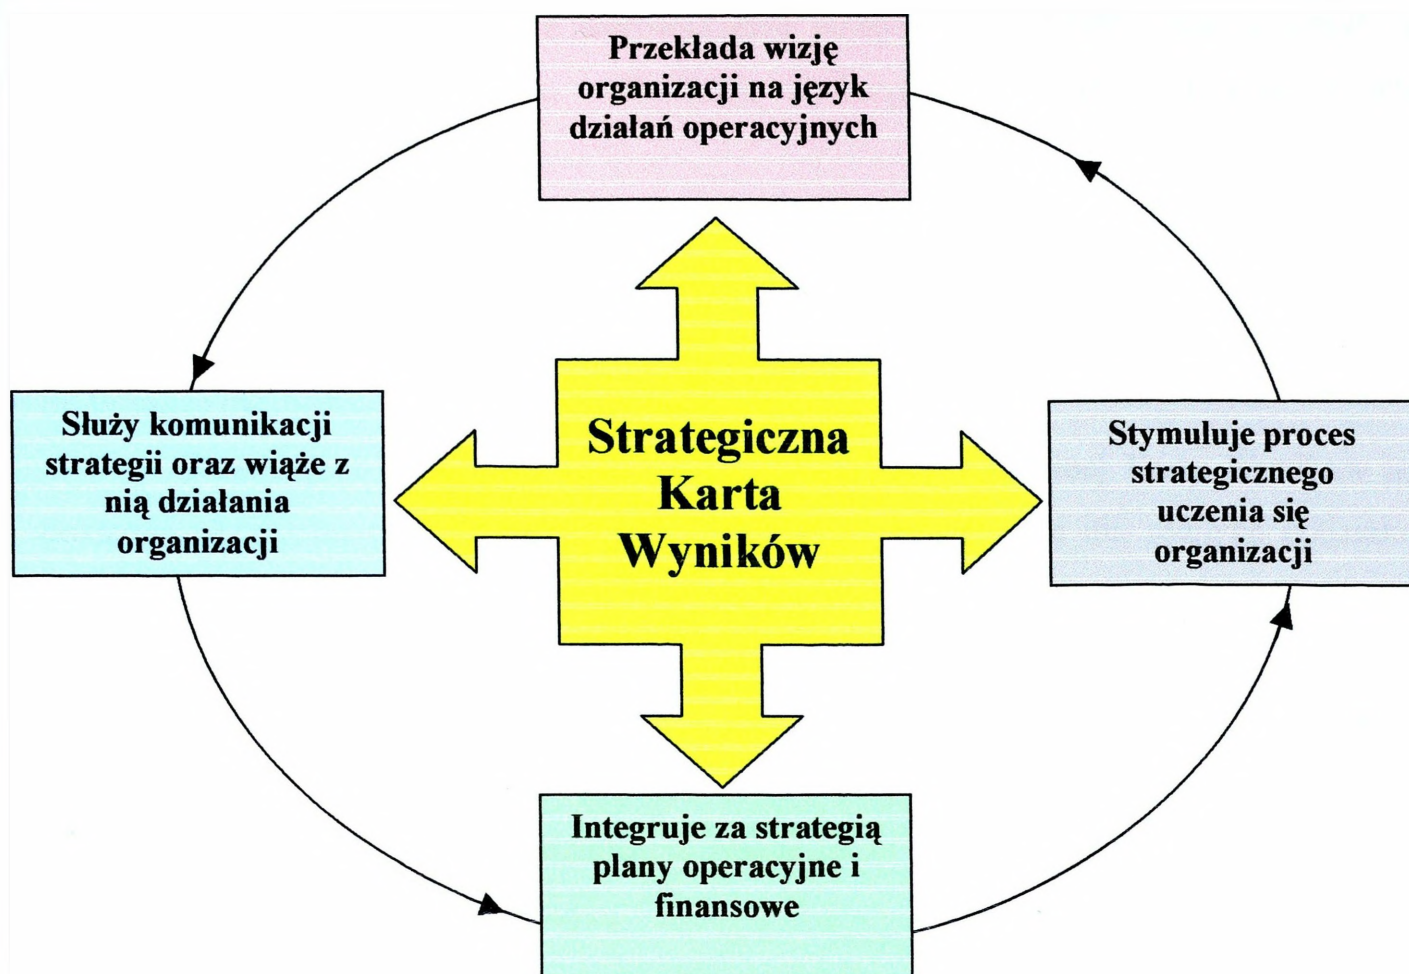 Przekłada wizję
organizacji na język
działań operacyjnych
Służy komunikacji
strategii oraz wiąże z
nią działania
organizacji
Strategiczna
Karta
Wyników
Stymuluje proces
strategicznego
uczenia się
organizacji
Integruje za strategią
plany operacyjne i
finansowe